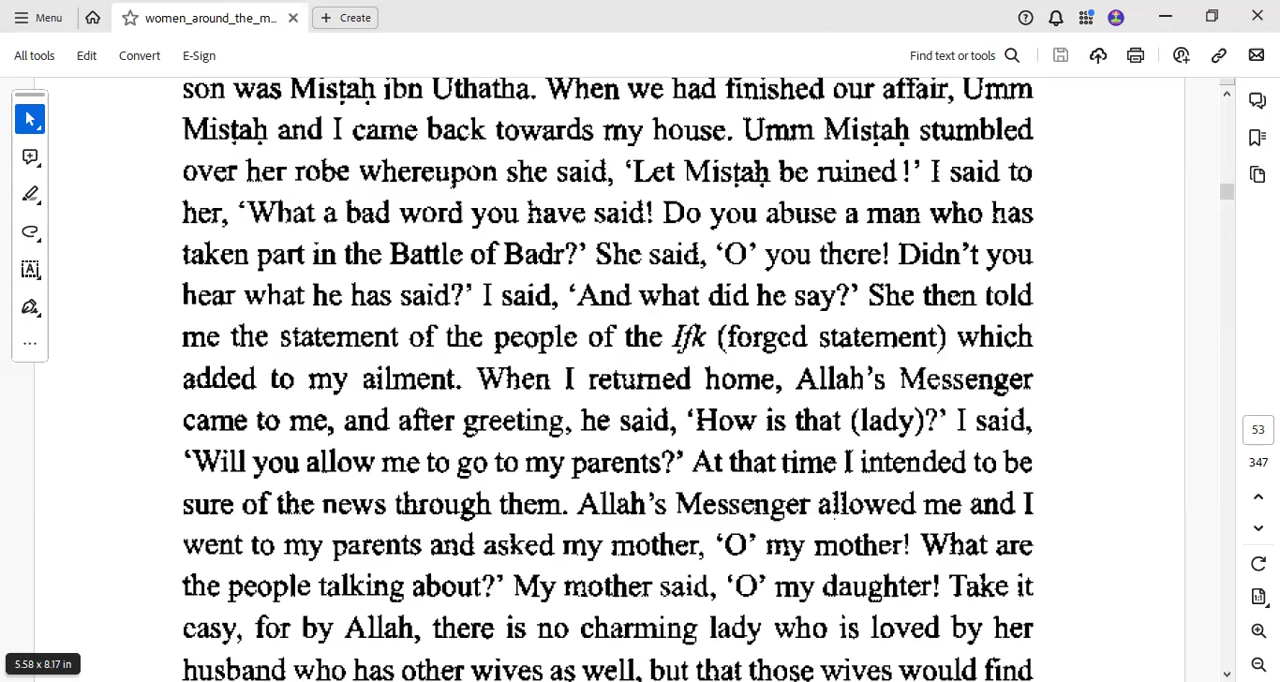 Menu
women_around_the_m...
Create
All tools
Edit
Convert
E-Sign
Find text or tools
son was Misṭaḥ ibn Uthatha. When we had finished our affair, Umm
Misṭaḥ and I came back towards my house. Umm Misṭaḥ stumbled
over her robe whereupon she said, ‘Let Misṭaḥ be ruined!’ I said to
her, ‘What a bad word you have said! Do you abuse a man who has
taken part in the Battle of Badr?’ She said, ‘O’ you there! Didn’t you
hear what he has said?’ I said, ‘And what did he say?’ She then told
me the statement of the people of the Ifk (forged statement) which
added to my ailment. When I returned home, Allah’s Messenger
came to me, and after greeting, he said, ‘How is that (lady)?’ I said,
‘Will you allow me to go to my parents?’ At that time I intended to be
sure of the news through them. Allah’s Messenger allowed me and I
went to my parents and asked my mother, ‘O’ my mother! What are
the people talking about?’ My mother said, ‘O’ my daughter! Take it
easy, for by Allah, there is no charming lady who is loved by her
husband who has other wives as well, but that those wives would find
53
347
5.58 x 8.17 in